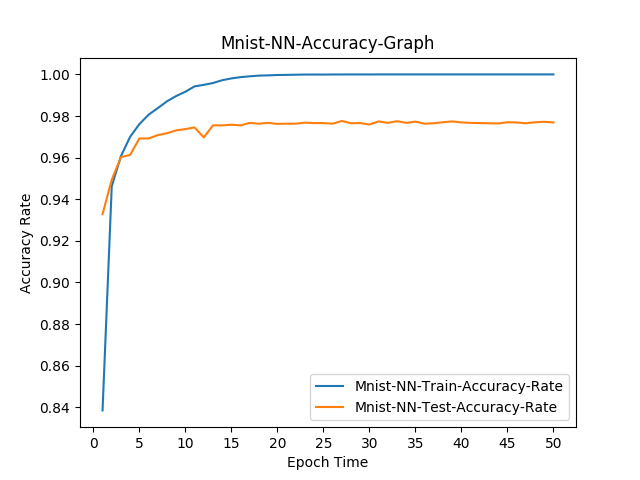 Mnist-NN-Accuracy-Graph
1.00
0.98
0.96
0.94
0.92
0.90
0.88
0.86
0.84
Accuracy Rate
Mnist-NN-Train-Accuracy-Rate
Mnist-NN-Test-Accuracy-Rate
0 5 10 15 20 25 30 35 40 45 50
Epoch Time